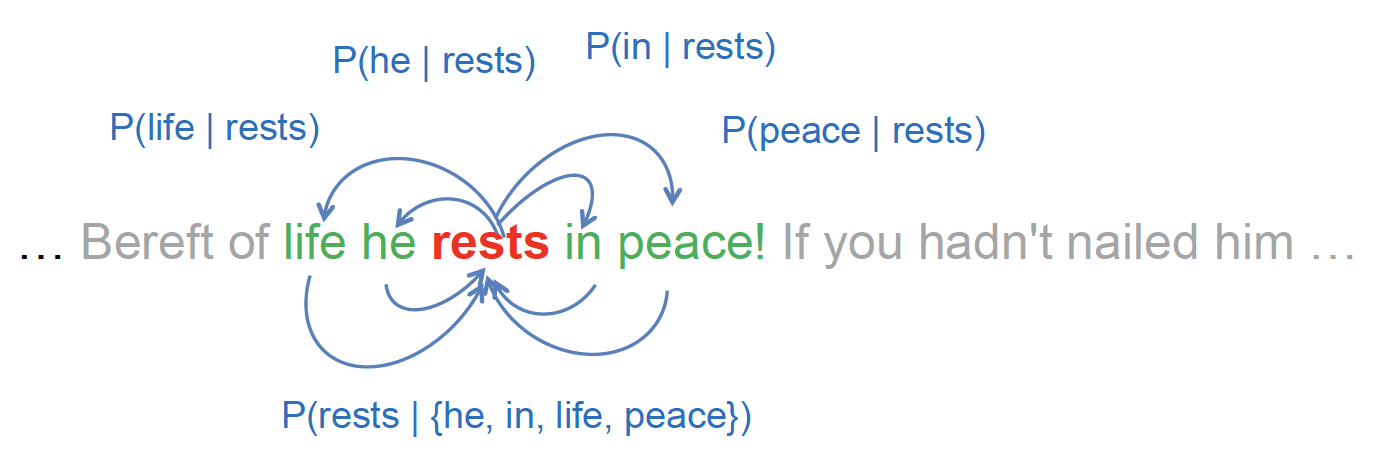 P(he | rests)
P(in | rests)
P(life | rests)
P(peace | rests)
... Bereft of life he rests in peace! If you hadn't nailed him ...
P(rests | {he, in, life, peace})